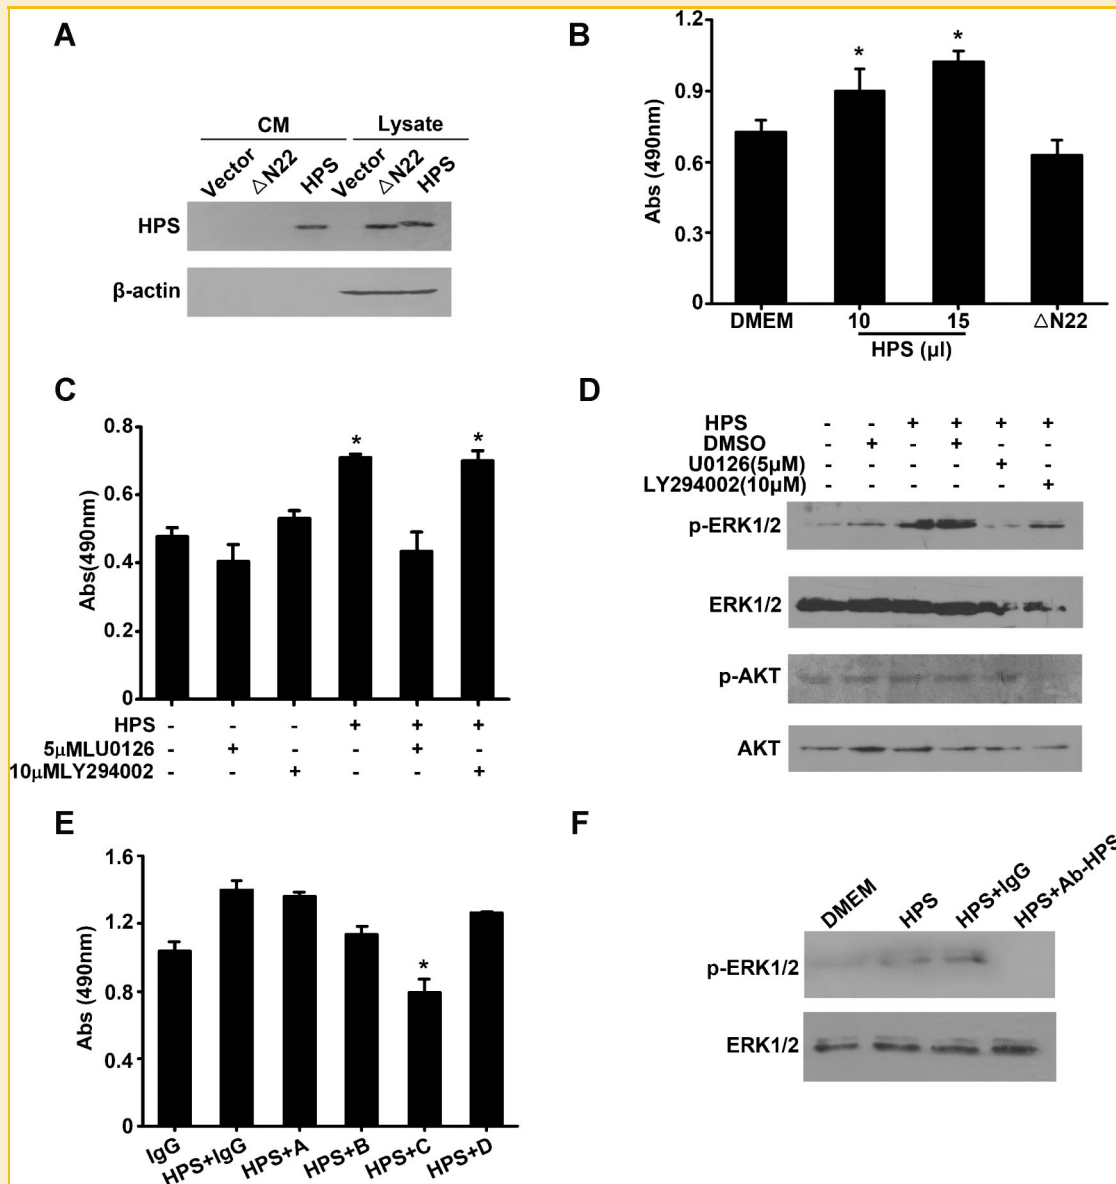 A
CM Lysate
Vector △N22 HPS Vector △N22 HPS
HPS
β-actin
B
Abs (490nm)
1.2
0.9
0.6
0.3
0
* *
DMEM 10 15 △N22
HPS (µl)
C
Abs(490nm)
0.8
0.6
0.4
0.2
0
* *
HPS - - - + + +
5µMLU0126 - + - - + -
10µMLY294002 - - + - - +
D
HPS - - + + + +
DMSO - + - + - -
U0126(5µM) - - - - + -
LY294002(10µM) - - - - - +
p-ERK1/2
ERK1/2
p-AKT
AKT
E
Abs (490nm)
1.6
1.2
0.8
0.4
0
*
IgG HPS+IgG HPS+A HPS+B HPS+C HPS+D
F
DMEM HPS HPS+IgG HPS+Ab-HPS
p-ERK1/2
ERK1/2